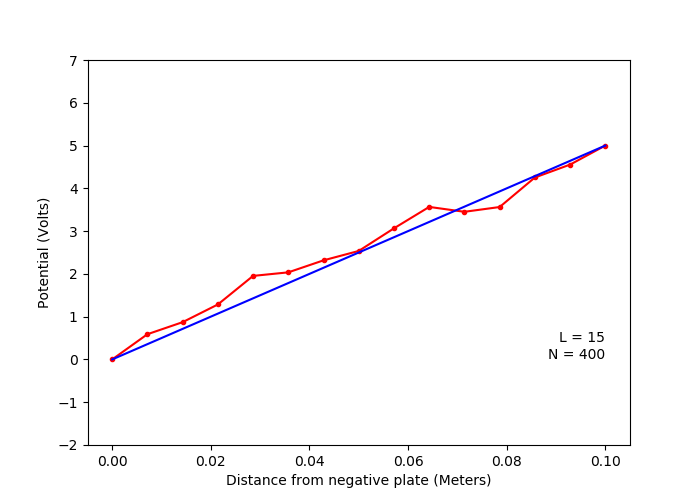 7
6
5
4
3
2
1
0
−1
−2
Potential (Volts)
L = 15
N = 400
0.00 0.02 0.04 0.06 0.08 0.10
Distance from negative plate (Meters)